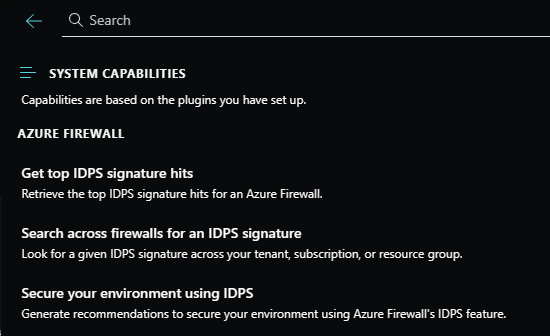 Search
SYSTEM CAPABILITIES
Capabilities are based on the plugins you have set up.
AZURE FIREWALL
Get top IDPS signature hits
Retrieve the top IDPS signature hits for an Azure Firewall.
Search across firewalls for an IDPS signature
Look for a given IDPS signature across your tenant, subscription, or resource group.
Secure your environment using IDPS
Generate recommendations to secure your environment using Azure Firewall's IDPS feature.